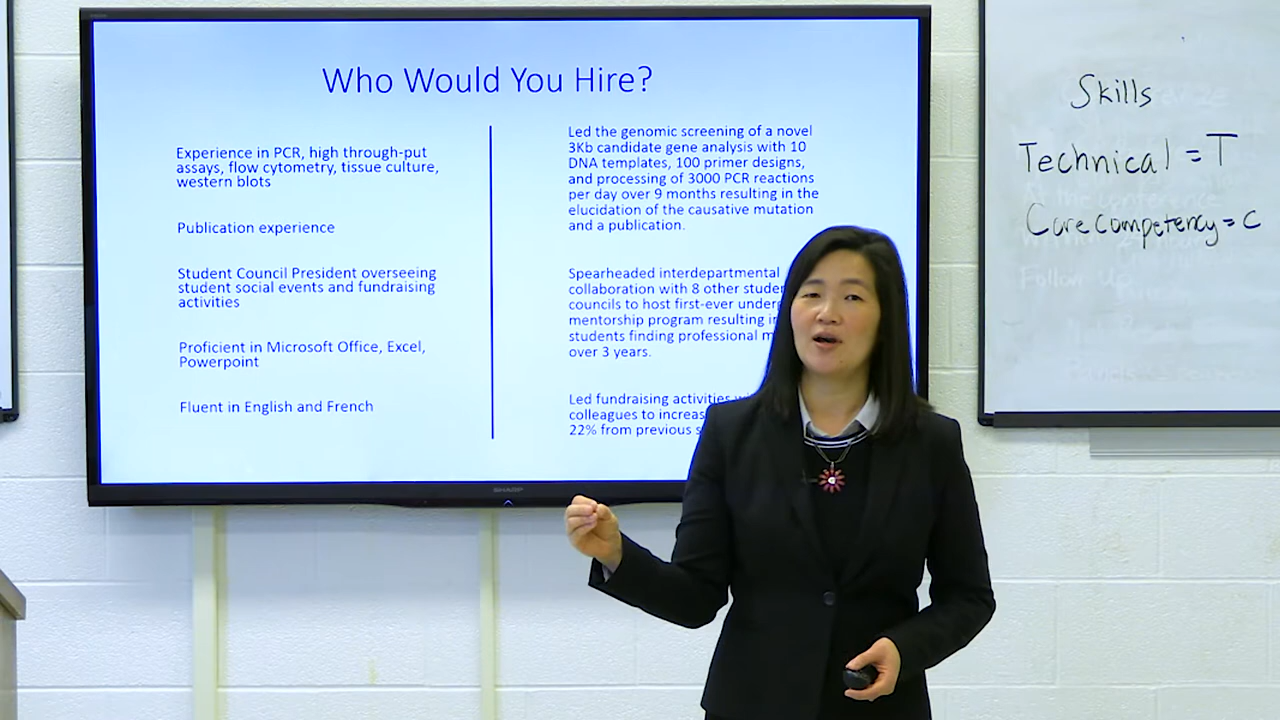 Who Would You Hire?
Experience in PCR, high through-put
assays, flow cytometry, tissue culture,
western blots
Publication experience
Student Council President overseeing
student social events and fundraising
activities
Proficient in Microsoft Office, Excel,
Powerpoint
Fluent in English and French
Led the genomic screening of a novel
3Kb candidate gene analysis with 10
DNA templates, 100 primer designs,
and processing of 3000 PCR reactions
per day over 9 months resulting in the
elucidation of the causative mutation
and a publication.
Spearheaded interdepartmental
collaboration with 8 other
councils to host first-ever
mentorship program resulting
students finding professional
over 3 years.
Led fundraising activities
colleagues to
22% from previous
SHARP
Skills
Technical = T
Core competency = C
Follow